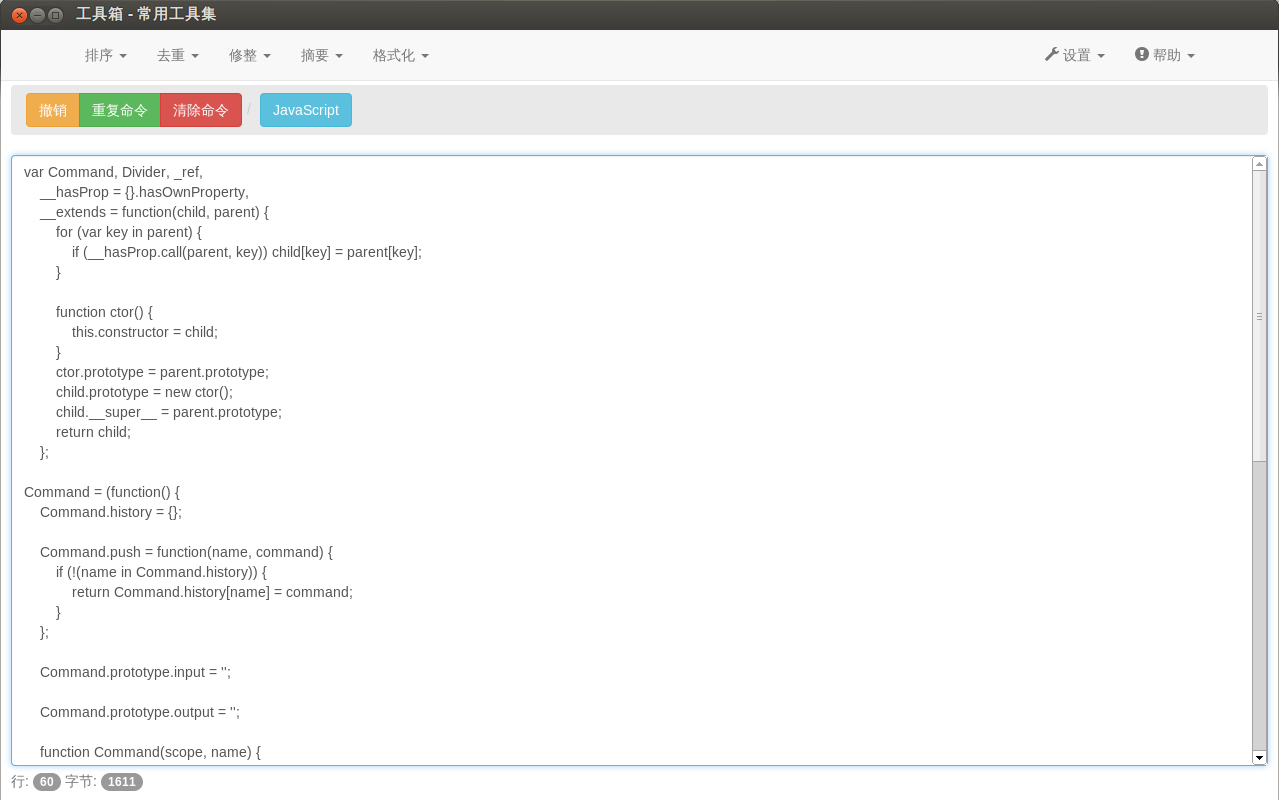 工具箱 - 常用工具集
排序 去重 修整 摘要 格式化 设置 帮助
撤销 重复命令 清除命令 / JavaScript
var Command, Divider, _ref,
    __hasProp = {}.hasOwnProperty,
    __extends = function(child, parent) {
        for (var key in parent) {
            if (__hasProp.call(parent, key)) child[key] = parent[key];
        }

        function ctor() {
            this.constructor = child;
        }
        ctor.prototype = parent.prototype;
        child.prototype = new ctor();
        child.__super__ = parent.prototype;
        return child;
    };

Command = (function() {
    Command.history = {};

    Command.push = function(name, command) {
        if (!(name in Command.history)) {
            return Command.history[name] = command;
        }
    };

    Command.prototype.input = '';

    Command.prototype.output = '';

    function Command(scope, name) {
行: 60 字节: 1611